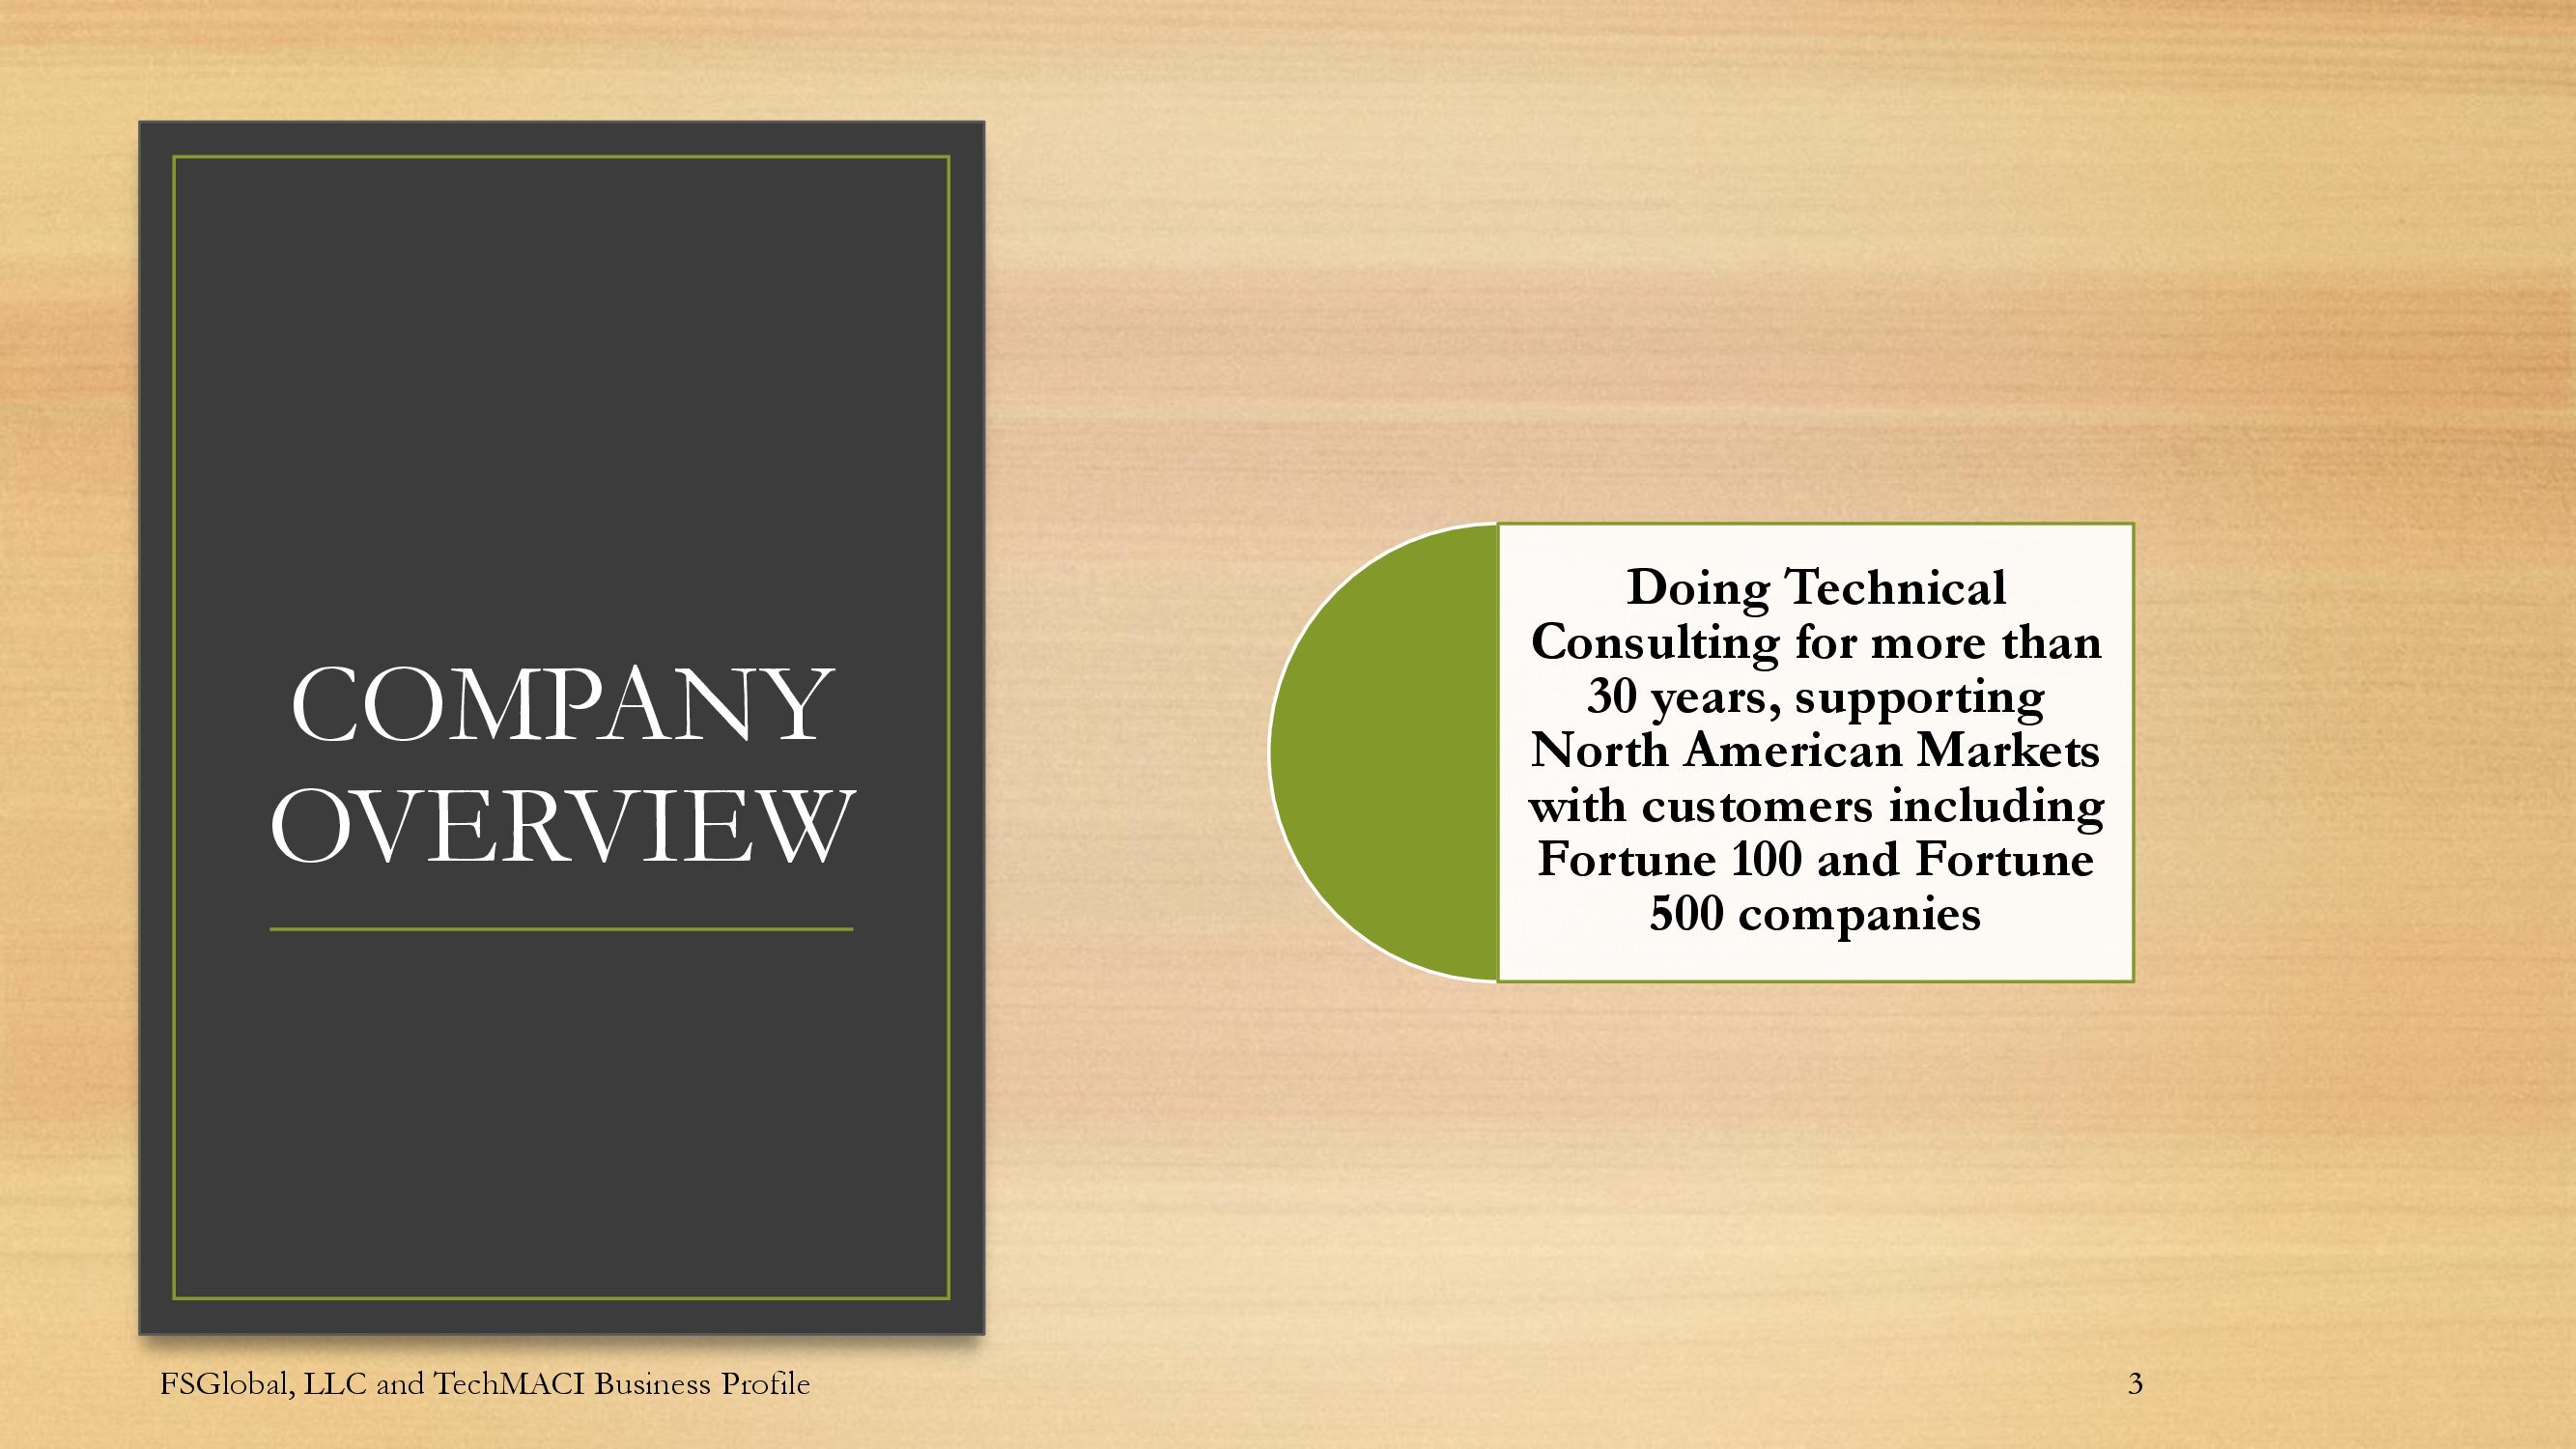 COMPANY
OVERVIEW
Doing Technical
Consulting for more than
30 years, supporting
North American Markets
with customers including
Fortune 100 and Fortune
500 companies
FSGlobal, LLC and TechMACI Business Profile
3